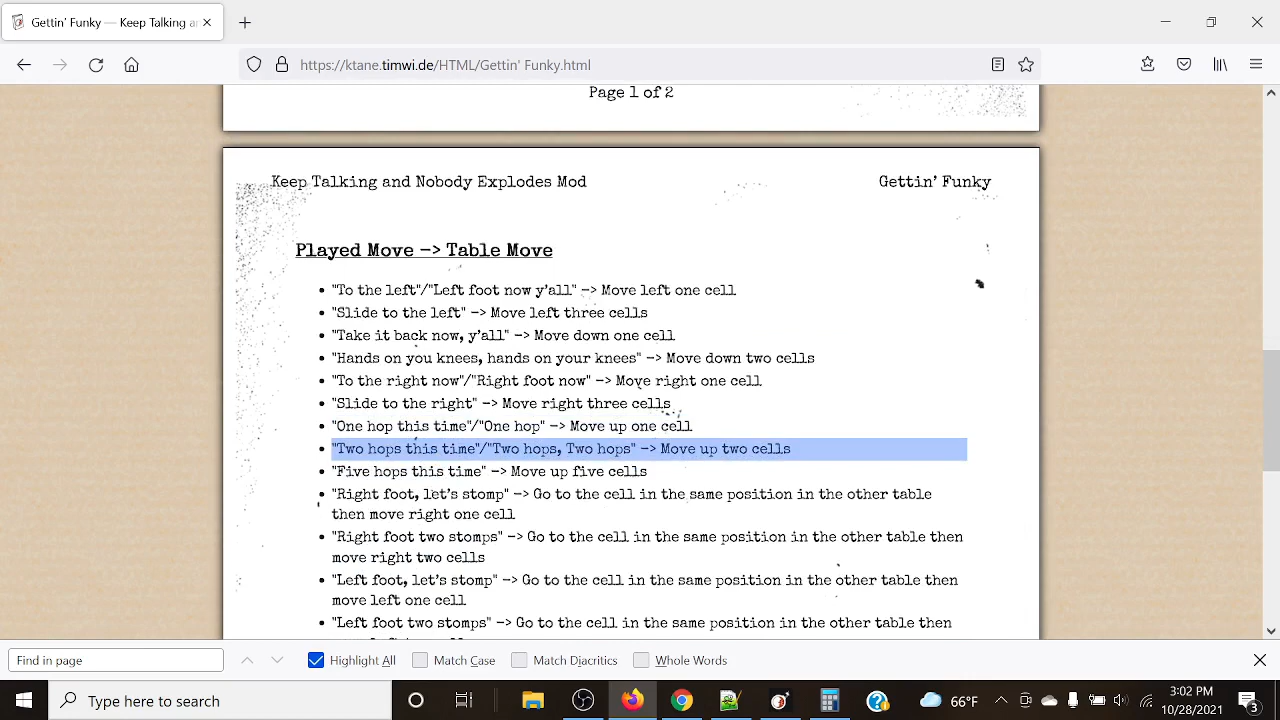 Gettin' Funky — Keep Talking an
https://ktane.timwi.de/HTML/Gettin' Funky.html
Page 1 of 2
Keep Talking and Nobody Explodes Mod
Gettin' Funky
Played Move -> Table Move
• "To the left"/"Left foot now y'all" -> Move left one cell
• "Slide to the left" -> Move left three cells
• "Take it back now, y'all" -> Move down one cell
• "Hands on you knees, hands on your knees" -> Move down two cells
• "To the right now"/"Right foot now" -> Move right one cell
• "Slide to the right" -> Move right three cells
• "One hop this time"/"One hop" -> Move up one cell
• "Two hops this time"/"Two hops, Two hops" -> Move up two cells
• "Five hops this time" -> Move up five cells
• "Right foot, let's stomp" -> Go to the cell in the same position in the other table
then move right one cell
• "Right foot two stomps" -> Go to the cell in the same position in the other table then
move right two cells
• "Left foot, let's stomp" -> Go to the cell in the same position in the other table then
move left one cell
• "Left foot two stomps" -> Go to the cell in the same position in the other table then
Find in page
Highlight All
Match Case
Match Diacritics
Whole Words
Type here to search
66°F
3:02 PM
10/28/2021
3